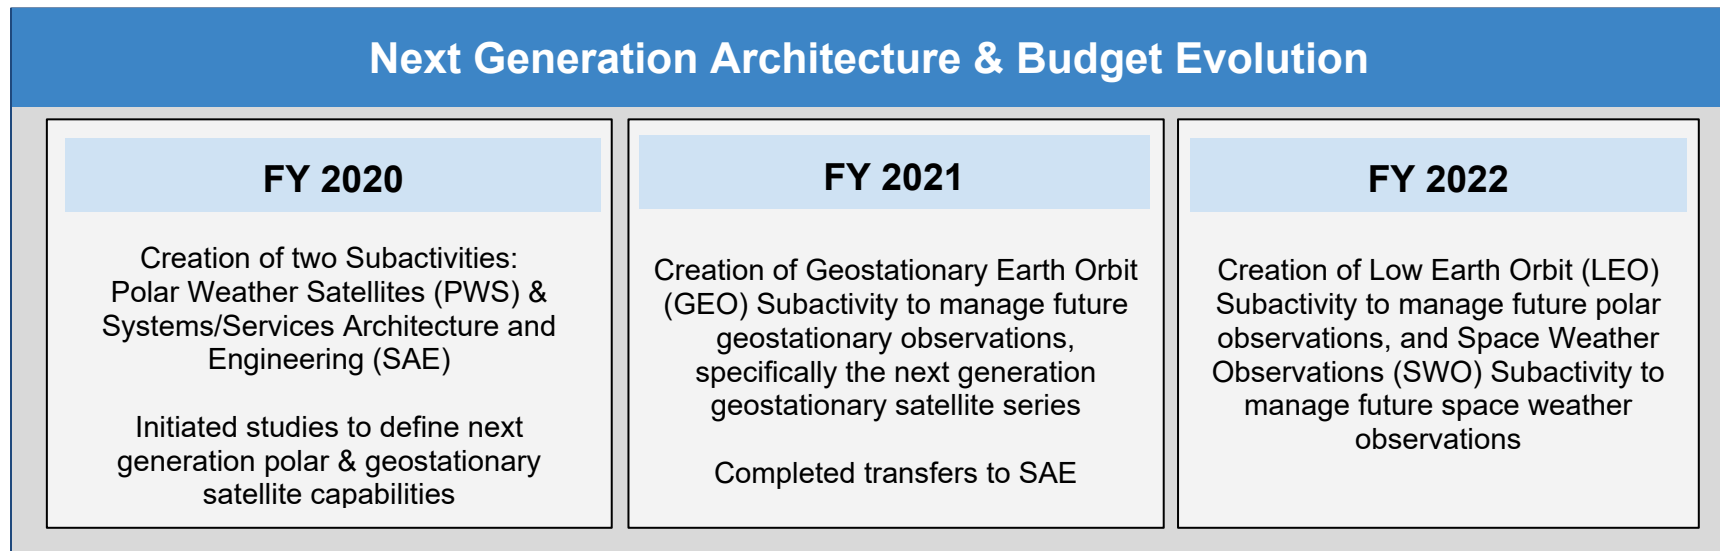 Next Generation Architecture & Budget Evolution
FY 2020
Creation of two Subactivities:
Polar Weather Satellites (PWS) &
Systems/Services Architecture and
Engineering (SAE)
Initiated studies to define next
generation polar & geostationary
satellite capabilities
FY 2021
Creation of Geostationary Earth Orbit
(GEO) Subactivity to manage future
geostationary observations,
specifically the next generation
geostationary satellite series
Completed transfers to SAE
FY 2022
Creation of Low Earth Orbit (LEO)
Subactivity to manage future polar
observations, and Space Weather
Observations (SWO) Subactivity to
manage future space weather
observations